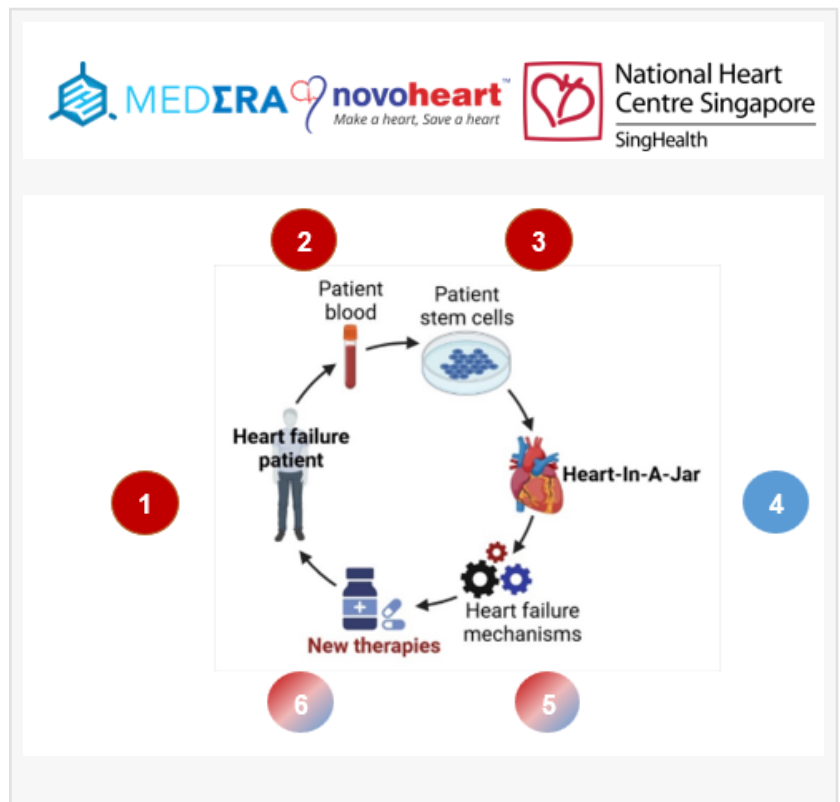 MEDΣRA
novoheart™
Make a heart, Save a heart
National Heart
Centre Singapore
SingHealth
2
3
Patient
blood
Patient
stem cells
Heart failure
patient
Heart-In-A-Jar
1
4
Heart failure
mechanisms
New therapies
6
5